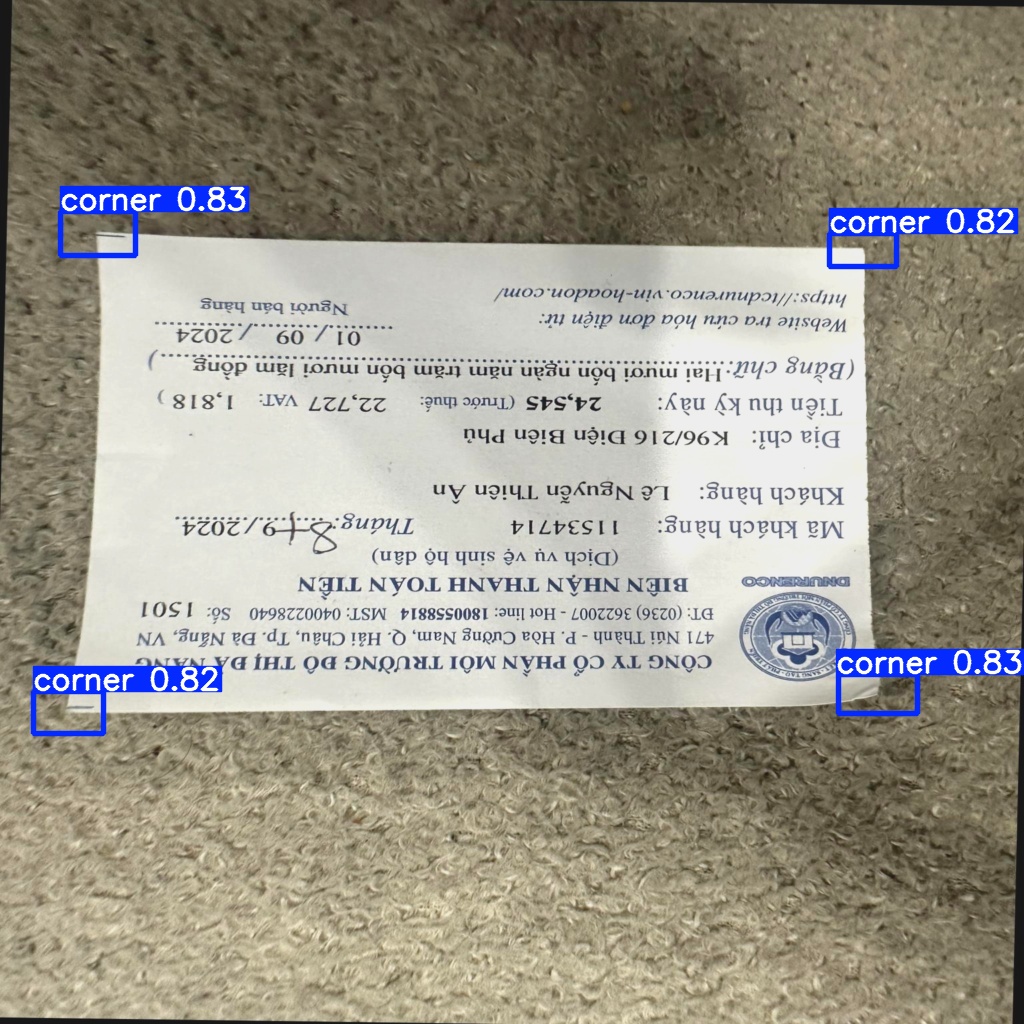 corner 0.83
corner 0.82
corner 0.82
corner 0.83
CÔNG TY CỔ PHẦN MÔI TRƯỜNG ĐÔ THỊ ĐÀ NẴNG
471 Núi Thành - P. Hòa Cường Nam, Q. Hải Châu, Tp. Đà Nẵng, VN
ĐT: (0236) 3622007 - Hot line: 18005558814 MST: 0400228640 Số: 1501
DNURENCO
BIÊN NHẬN THANH TOÁN TIỀN
(Dịch vụ vệ sinh hộ dân)
Mã khách hàng: 11534714 Tháng: 8+9/2024
Khách hàng: Lê Nguyễn Thiên Ân
Địa chỉ: K96/216 Điện Biên Phủ
Tiền thu kỳ này: 24,545 (Trước thuế: 22,727 VAT: 1,818 )
(Bằng chữ: Hai mươi bốn ngàn năm trăm bốn mươi lăm đồng )
Website tra cứu hóa đơn điện tử:
https://tcdnurenco.vin-hoadon.com/
01 / 09 / 2024
Người bán hàng